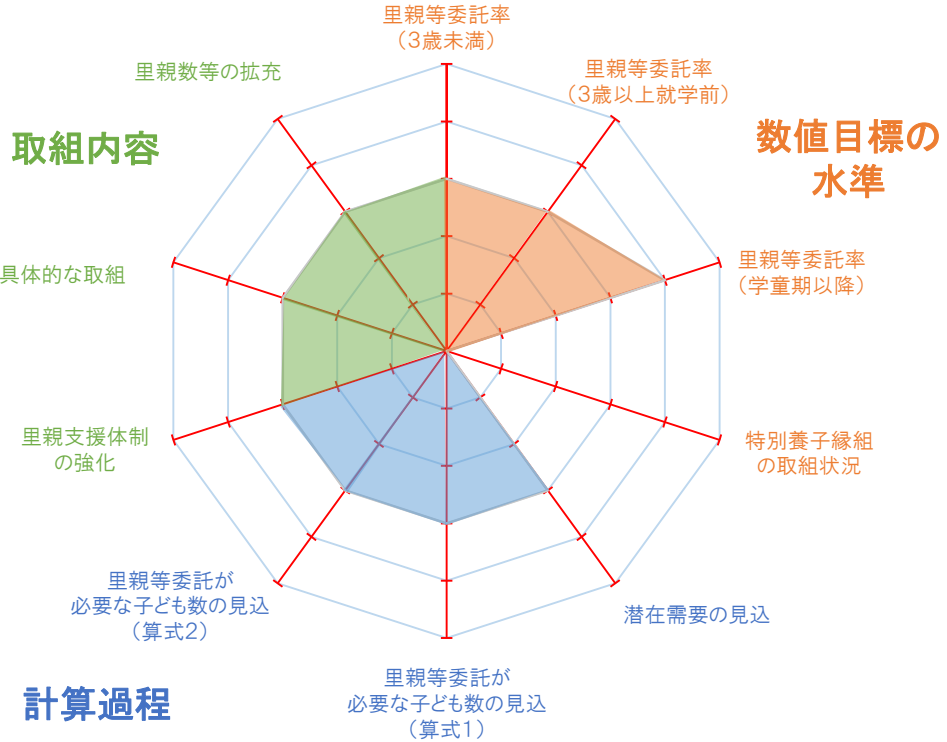 里親等委託率
（３歳未満）
里親等委託率
（３歳以上就学前）
数値目標の
水準
里親等委託率
（学童期以降）
特別養子縁組
の取組状況
潜在需要の見込
里親等委託が
必要な子ども数の見込
（算式１）
計算過程
里親等委託が
必要な子ども数の見込
（算式２）
里親支援体制
の強化
具体的な取組
取組内容
里親数等の拡充